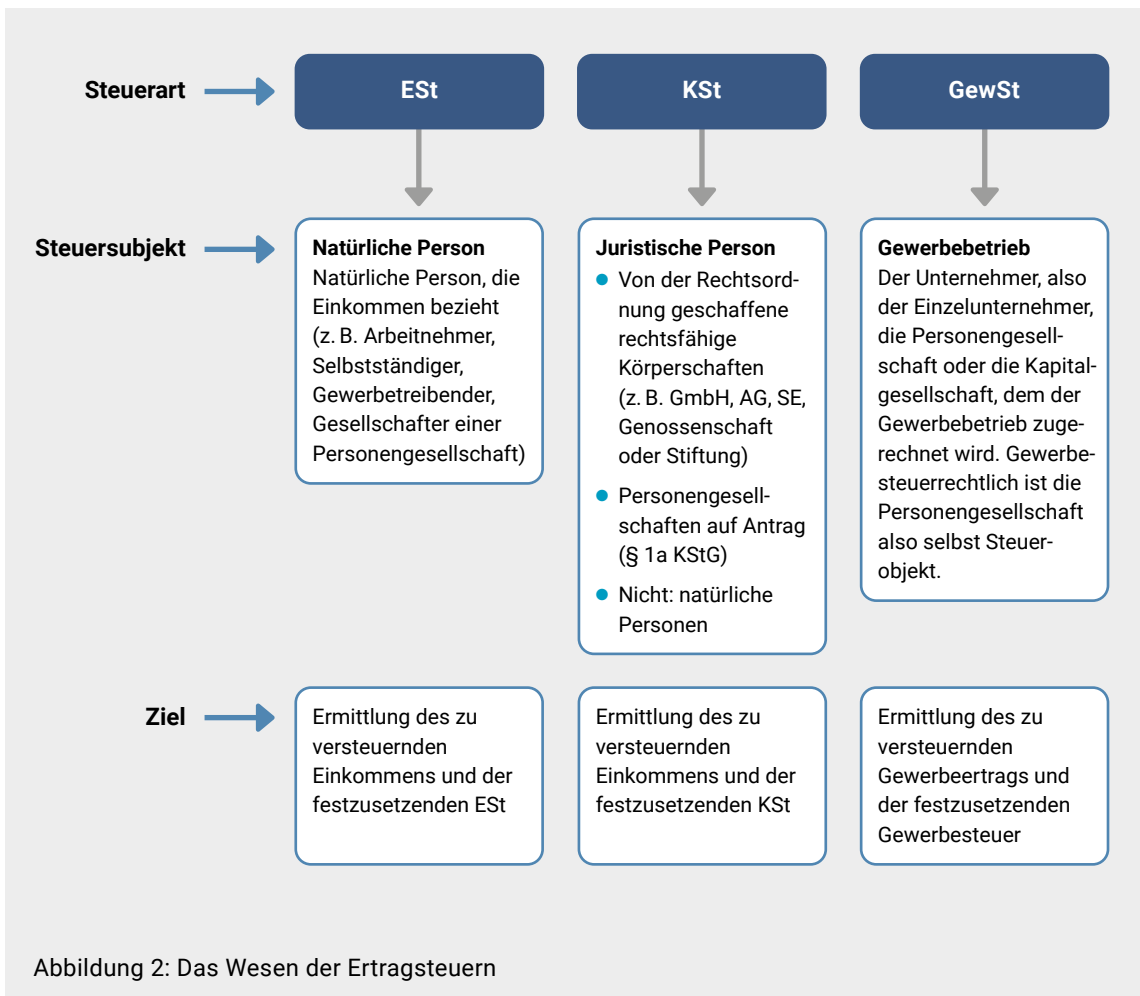 Steuerart
ESt
KSt
GewSt
Steuersubjekt
Natürliche Person
Natürliche Person, die
Einkommen bezieht
(z. B. Arbeitnehmer,
Selbstständiger,
Gewerbetreibender,
Gesellschafter einer
Personengesellschaft)
Juristische Person
Von der Rechtsord-
nung geschaffene
rechtsfähige
Körperschaften
(z. B. GmbH, AG, SE,
Genossenschaft
oder Stiftung)
Personengesell-
schaften auf Antrag
(§ 1a KStG)
Nicht: natürliche
Personen
Gewerbebetrieb
Der Unternehmer, also
der Einzelunternehmer,
die Personengesell-
schaft oder die Kapital-
gesellschaft, dem der
Gewerbebetrieb zuge-
rechnet wird. Gewerbe-
steuerrechtlich ist die
Personengesellschaft
also selbst Steuer-
objekt.
Ziel
Ermittlung des zu
versteuernden
Einkommens und der
festzusetzenden ESt
Ermittlung des zu
versteuernden
Einkommens und der
festzusetzenden KSt
Ermittlung des zu
versteuernden
Gewerbeertrags und
der festzusetzenden
Gewerbesteuer
Abbildung 2: Das Wesen der Ertragsteuern